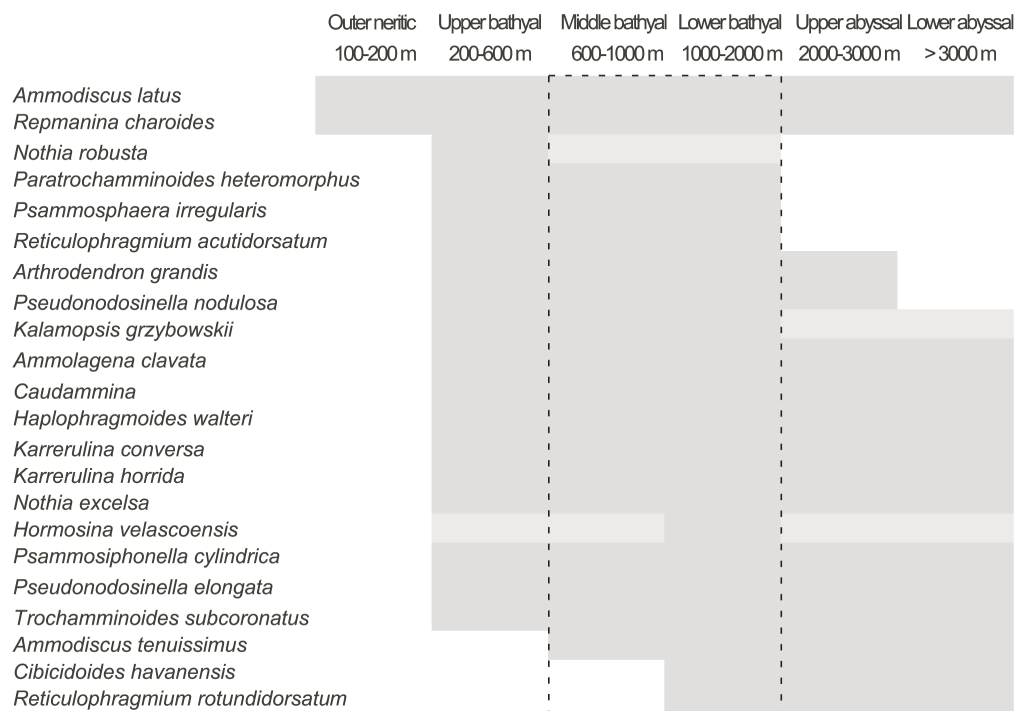 Outer neritic Upper bathyal Middle bathyal Lower bathyal Upper abyssal Lower abyssal
100-200 m 200-600 m 600-1000 m 1000-2000 m 2000-3000 m > 3000 m
Ammodiscus latus
Repmanina charoides
Nothia robusta
Paratrochamminoides heteromorphus
Psammosphaera irregularis
Reticulophragmium acutidorsatum
Arthrodendron grandis
Pseudonodosinella nodulosa
Kalamopsis grzybowskii
Ammolagena clavata
Caudammina
Haplophragmoides walteri
Karrerulina conversa
Karrerulina horrida
Nothia excelsa
Hormosina velascoensis
Psammosiphonella cylindrica
Pseudonodosinella elongata
Trochamminoides subcoronatus
Ammodiscus tenuissimus
Cibicidoides havanensis
Reticulophragmium rotundidorsatum